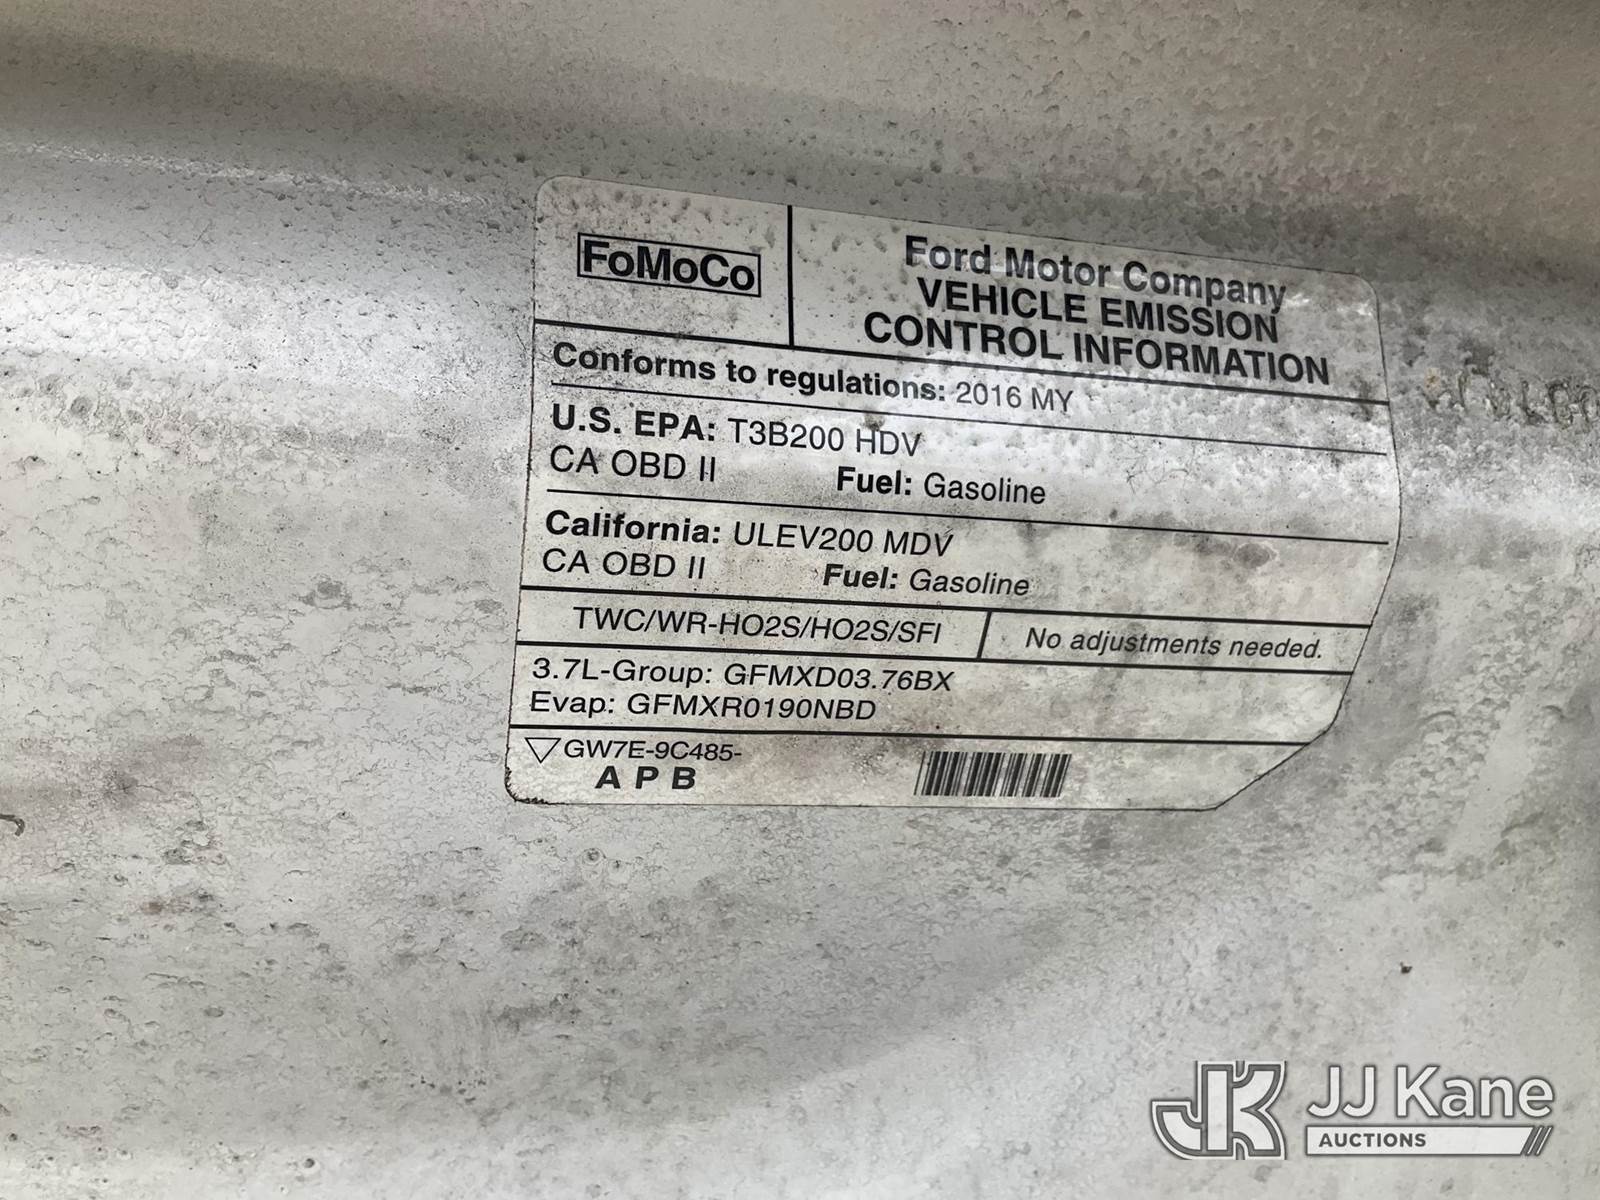 FoMoCo
Ford Motor Company
VEHICLE EMISSION
CONTROL INFORMATION
Conforms to regulations: 2016 MY
U.S. EPA: T3B200 HDV
CA OBD II Fuel: Gasoline
California: ULEV200 MDV
CA OBD II Fuel: Gasoline
TWC/WR-HO2S/HO2S/SFI
No adjustments needed.
3.7L-Group: GFMXD03.76BX
Evap: GFMXR0190NBD
GW7E-9C485-
A P B
JK JJ Kane
AUCTIONS